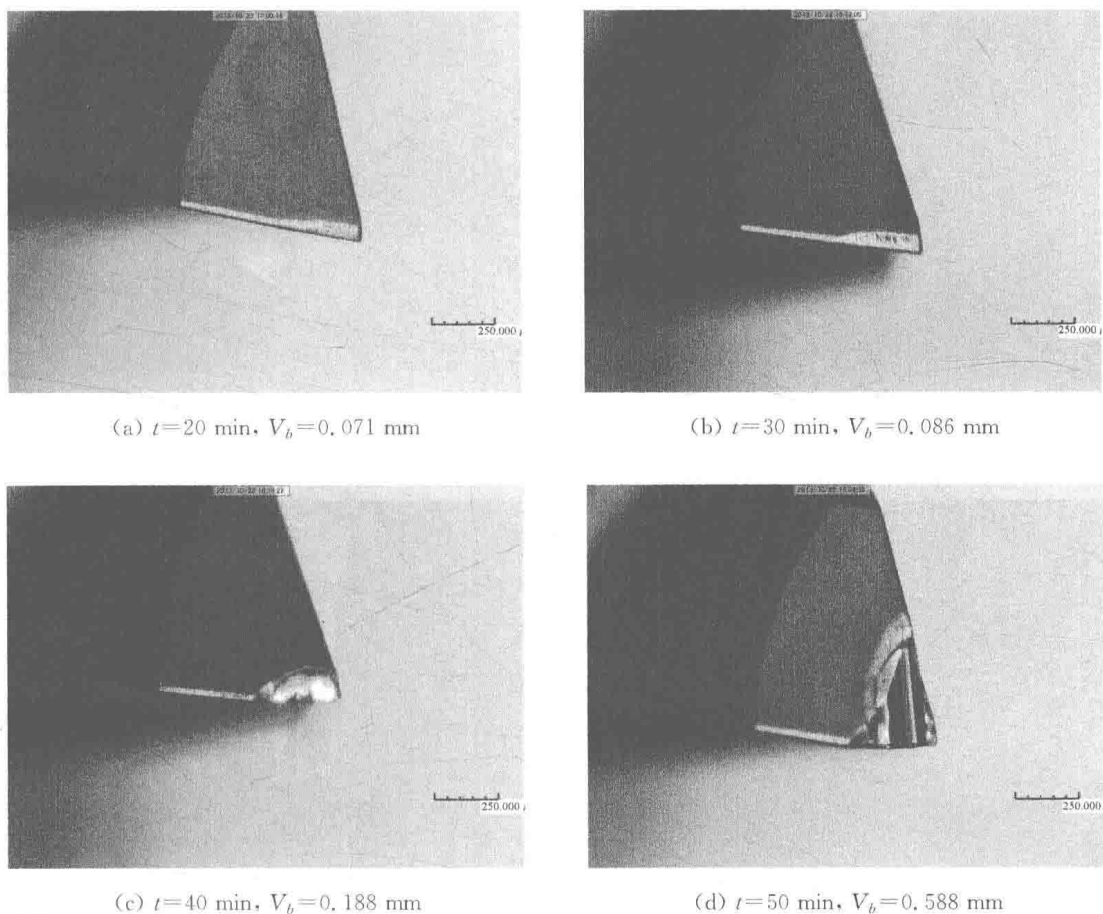 250.000
250.000
(a) t=20 min, V_b=0.071 mm
(b) t=30 min, V_b=0.086 mm
250.000
250.000
(c) t=40 min, V_b=0.188 mm
(d) t=50 min, V_b=0.588 mm